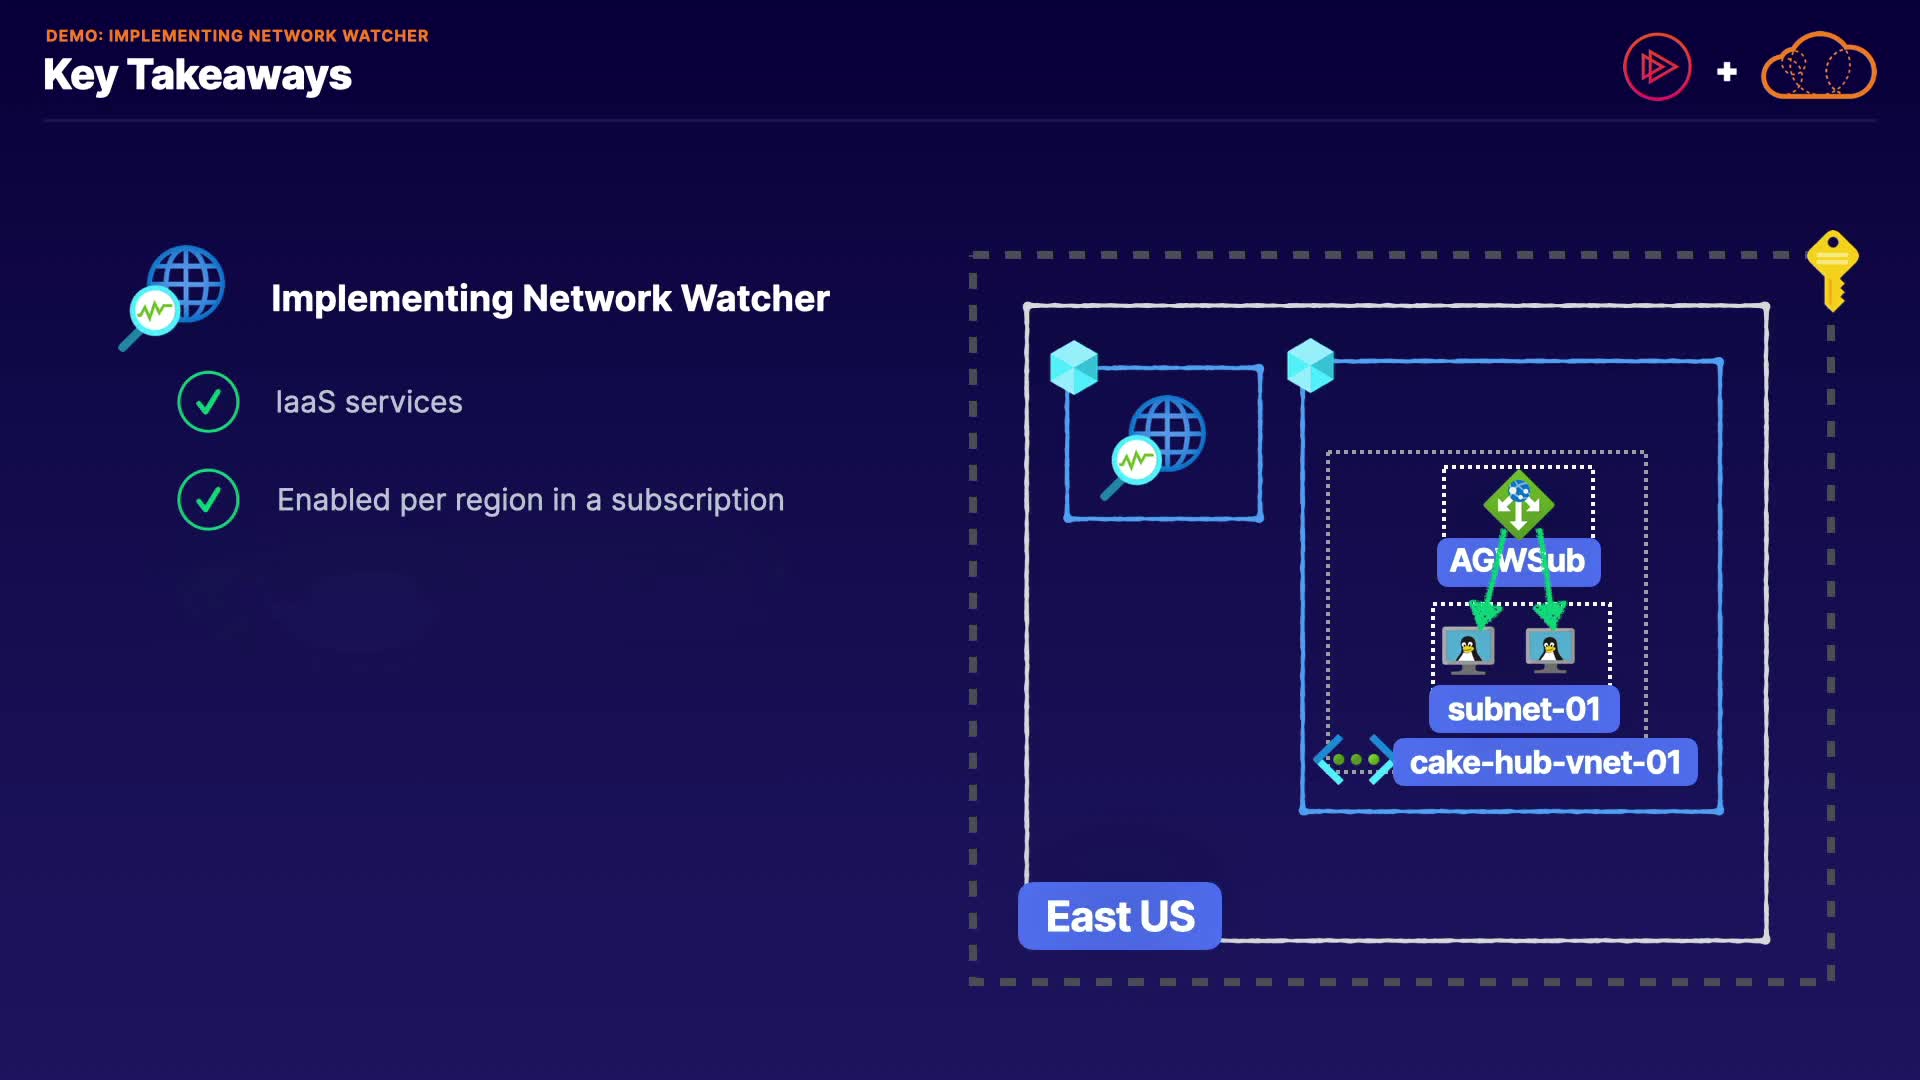 DEMO: IMPLEMENTING NETWORK WATCHER
Key Takeaways
Implementing Network Watcher
IaaS services
Enabled per region in a subscription
AGWSub
subnet-01
cake-hub-vnet-01
East US